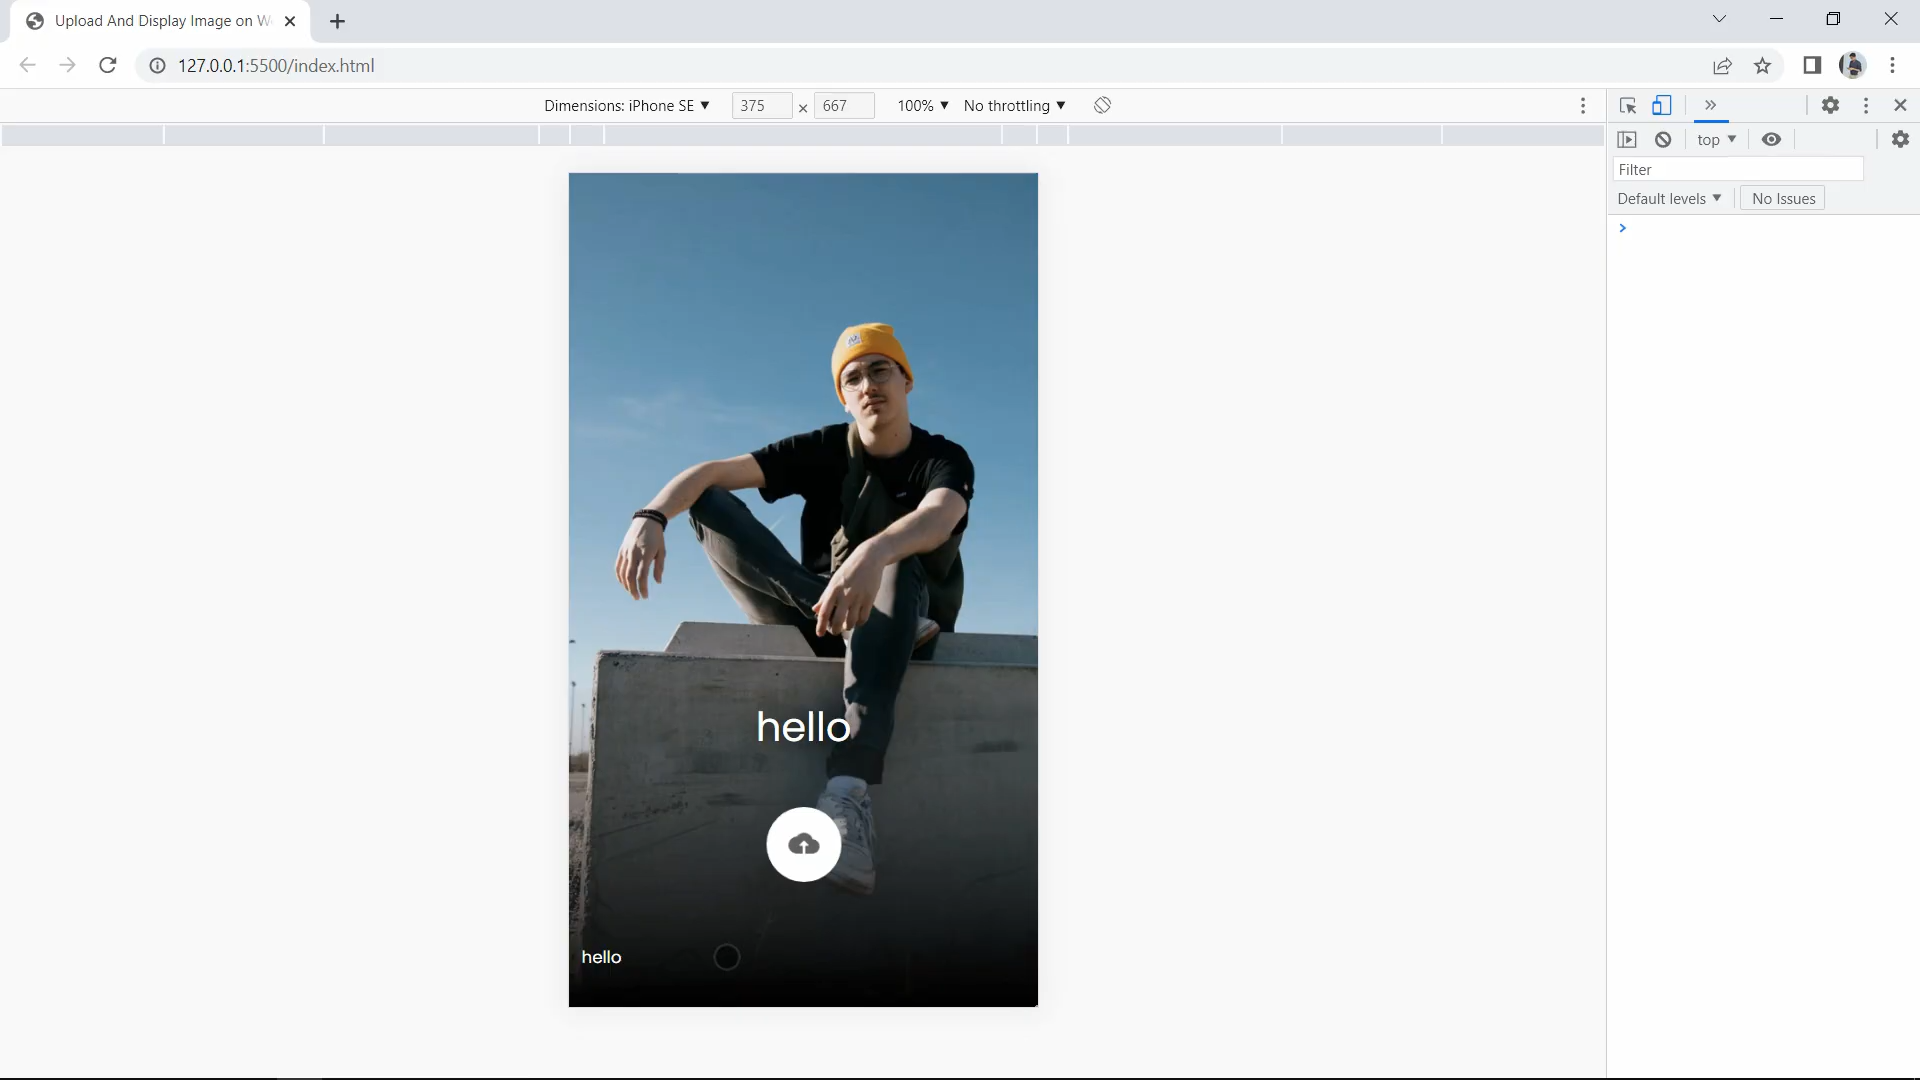 Upload And Display Image on W
127.0.0.1:5500/index.html
Dimensions: iPhone SE
375 × 667
100%
No throttling
top
Filter
Default levels
No Issues
hello
hello